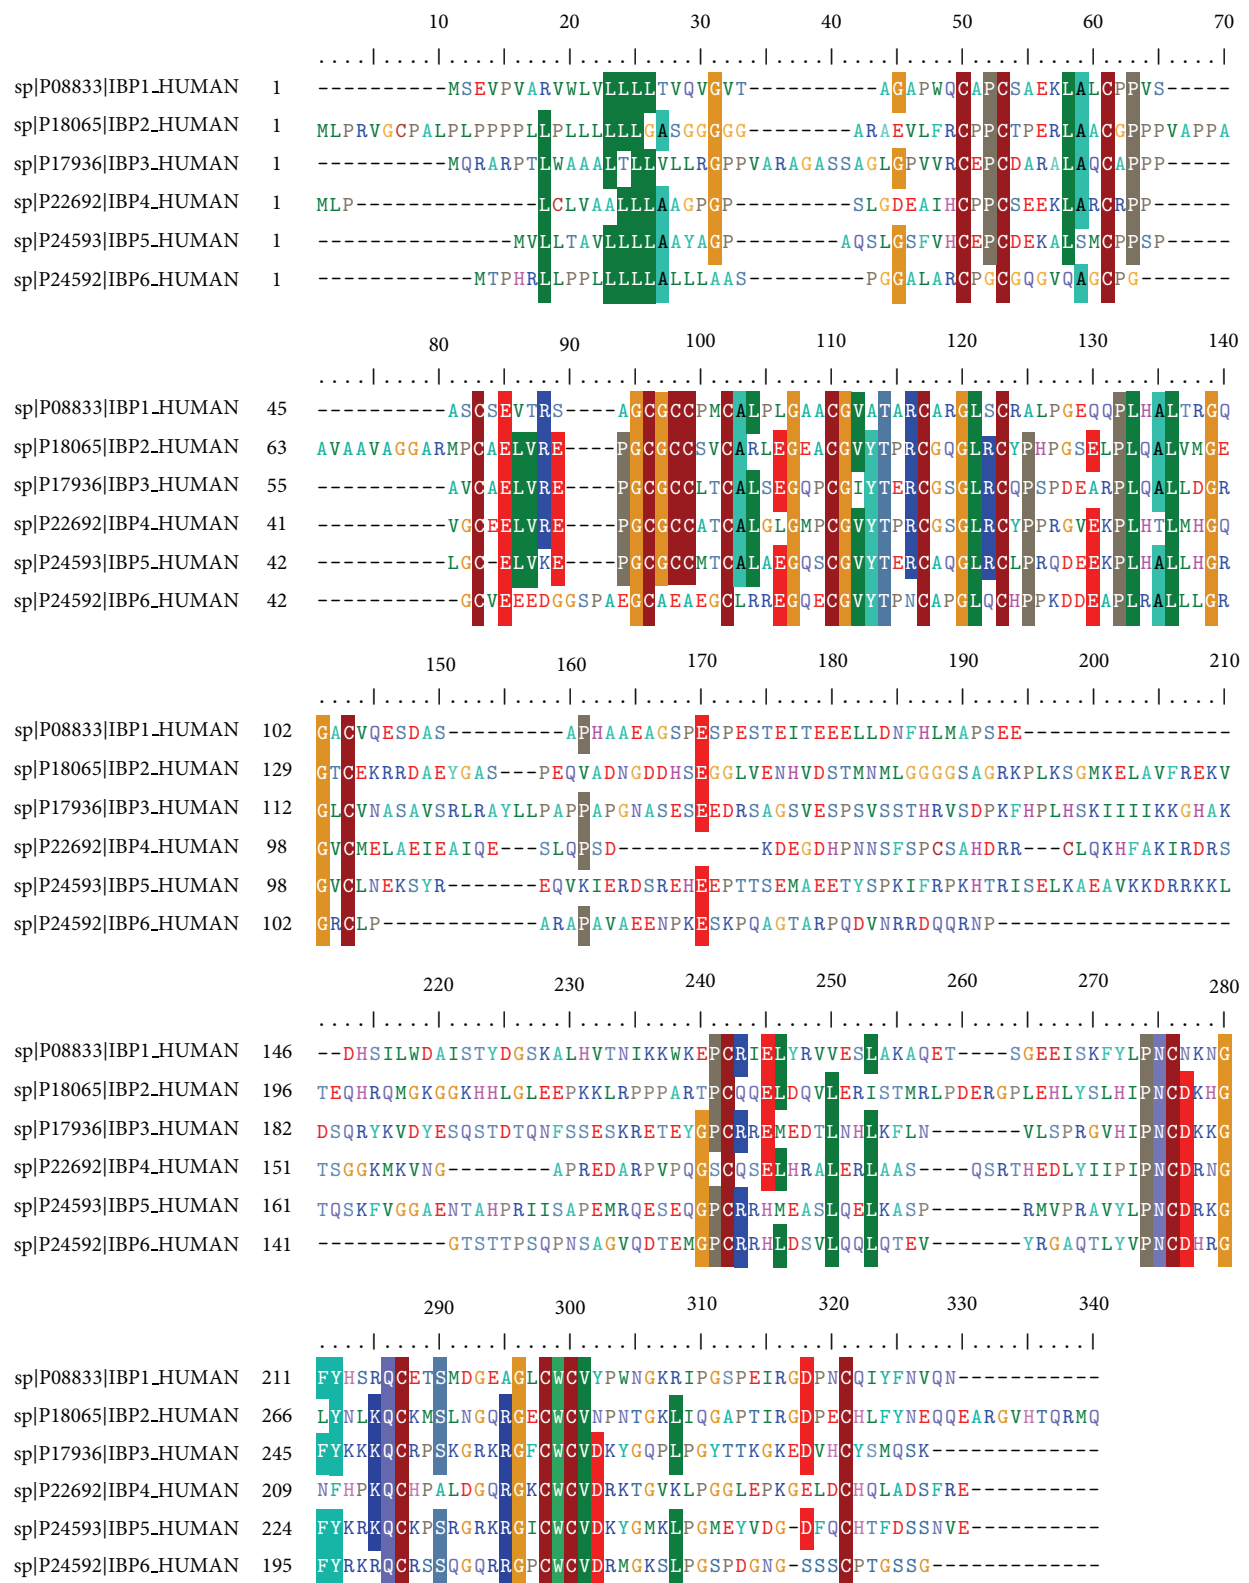 10 20 30 40 50 60 70
sp|P08833|IBP1_HUMAN 1 ----------MSEVPVARVWLVLLLLTVQVGVT---------AGAPWQCAPCSAEKLALCPPVS-----
sp|P18065|IBP2_HUMAN 1 MLPRVGCPALPLPPPPLLPLLLLLLGASGGGGG--------ARAEVLFRCPPCTPERLAACGPPPVAPPA
sp|P17936|IBP3_HUMAN 1 ----------MQRARPTLWAAALTLLVLLRGPPVARAGASSAGLGPVVRCEPCDARALAQCAPPP-----
sp|P22692|IBP4_HUMAN 1 MLP--------------LCLVAALLLAAGPGP---------SLGDEAIHCPPCSEEKLARCRPP------
sp|P24593|IBP5_HUMAN 1 ---------------MVLLTAVLLLLAAYAGP--------AQSLGSFVHCEPCDEKALSMCPPSP-----
sp|P24592|IBP6_HUMAN 1 ------------MTPHRLLPPLLLLLALLLAAS---------PGGALARCPGCGQGVQAGCPG-------
80 90 100 110 120 130 140
sp|P08833|IBP1_HUMAN 45 ----------ASCSEVTRS----AGCGCCPMCALPLGAACGVATARCARGLSCRALPGEQQPLHALTRGQ
sp|P18065|IBP2_HUMAN 63 AVAAVAGGARMPCAELVRE----PGCGCCSVCARLEGEACGVYTPRCGQGLRCYPHPGSELPLQALVMGE
sp|P17936|IBP3_HUMAN 55 ----------AVCAELVRE----PGCGCCLTCALSEGQPCGIYTERCGSGLRCQPSPDEARPLQALLDGR
sp|P22692|IBP4_HUMAN 41 ----------VGCEELVRE----PGCGCCATCALGLGMPCGVYTPRCGSGLRCYPPRGVEKPLHTLMHGQ
sp|P24593|IBP5_HUMAN 42 ----------LGC-ELVKE----PGCGCCMTCALAEGQSCGVYTERCAQGLRCLPRQDEEKPLHALLHGR
sp|P24592|IBP6_HUMAN 42 -----------GCVEEEDGGSPAEGCAEAEGCLRREGQECGVYTPNCAPGLQCHPPKDDEAPLRALLLGR
150 160 170 180 190 200 210
sp|P08833|IBP1_HUMAN 102 GACVQESDAS---------APHAAEAGSPESPESTEITEEELLDNFHLMAPSEE----------------
sp|P18065|IBP2_HUMAN 129 GTCEKRRDAEYGAS---PEQVADNGDDHSEGGLVENHVDSTMNMLGGGGSAGRKPLKSGMKELAVFREKV
sp|P17936|IBP3_HUMAN 112 GLCVNASAVSRLRAYLLPAPPAPGNASESEEDRSAGSVESPSVSSTHRVSDPKFHPLHSKIIIIKKGHAK
sp|P22692|IBP4_HUMAN 98 GVCMELAEIEAIQE---SLQPSD-----------KDEGDHPNNSFSPCSAHDRR---CLQKHFAKIRDRS
sp|P24593|IBP5_HUMAN 98 GVCLNEKSYR-------EQVKIERDSREHEEPTTSEMAEETYSPKIFRPKHTRISELKAEAVKKDRRKKL
sp|P24592|IBP6_HUMAN 102 GRCLP------------ARAPAVAEENPKESKPQAGTARPQDVNRRDQQRNP------------------
220 230 240 250 260 270 280
sp|P08833|IBP1_HUMAN 146 --DHSILWDAISTYDGSKALHVTNIKKWKEPCRIELYRVVESLAKAQET----SGEEISKFYLPNCNKNG
sp|P18065|IBP2_HUMAN 196 TEQHRQMGKGGKHHLGLEEPKKLRPPPARTPCQQELDQVLERISTMRLPDERGPLEHLYSLHIPNCDKHG
sp|P17936|IBP3_HUMAN 182 DSQRYKVDYESQSTDTQNFSSESKRETEYGPCRREMEDTLNHLKFLN-------VLSPRGVHIPNCDKKG
sp|P22692|IBP4_HUMAN 151 TSGGKMKVNG--------APREDARPVPQGSCQSELHRALERLAAS----QSRTHEDLYIIPIPNCDRNG
sp|P24593|IBP5_HUMAN 161 TQSKFVGGAENTAHPRIISAPEMRQESEQGPCRRHMEASLQELKASP-------RMVPRAVYLPNCDRKG
sp|P24592|IBP6_HUMAN 141 ----------GTSTTPSQPNSAGVQDTEMGPCRRHLDSVLQQLQTEV-------YRGAQTLYVPNCDHRG
290 300 310 320 330 340
sp|P08833|IBP1_HUMAN 211 FYHSRQCETSMDGEAGLCWCVYPWNGKRIPGSPEIRGDPNCQIYFNVQN-----------
sp|P18065|IBP2_HUMAN 266 LYNLKQCKMSLNGQRGECWCVNPNTGKLIQGAPTIRGDPECHLFYNEQQEARGVHTQRMQ
sp|P17936|IBP3_HUMAN 245 FYKKKQCRPSKGRKRGFCWCVDKYGQPLPGYTTKGKEDVHCYSMQSK-------------
sp|P22692|IBP4_HUMAN 209 NFHPKQCHPALDGQRGKCWCVDRKTGVKLPGGLEPKGELDCHQLADSFRE----------
sp|P24593|IBP5_HUMAN 224 FYKRKQCKPSRGRKRGICWCVDKYGMKLPGMEYVDG-DFQCHTFDSSNVE----------
sp|P24592|IBP6_HUMAN 195 FYRKRQCRSSQGQRRGPCWCVDRMGKSLPGSPDGNG-SSSCPTGSSG-------------